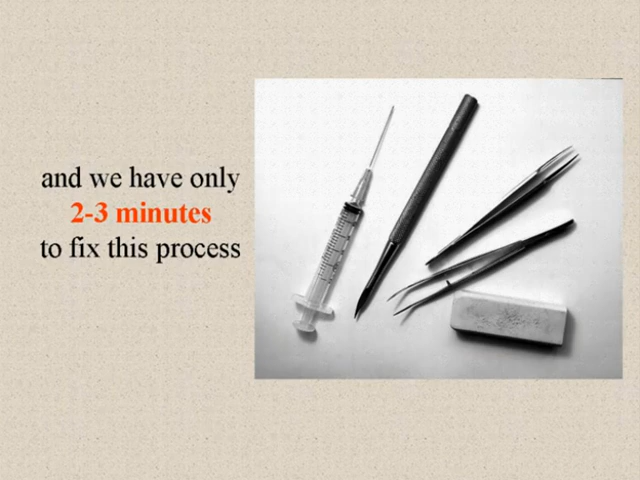 and we have only
2-3 minutes
to fix this process